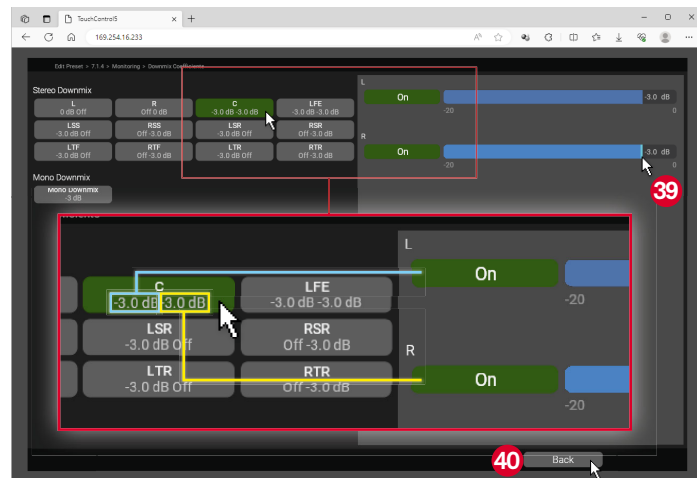 TouchControl5
169.254.16.233
Edit Preset > 7.1.4 > Monitoring > Downmix Coefficients
Stereo Downmix
L
0 dB Off
R
Off 0 dB
C
-3.0 dB -3.0 dB
LFE
-3.0 dB -3.0 dB
LSS
-3.0 dB Off
RSS
Off -3.0 dB
LSR
-3.0 dB Off
RSR
Off -3.0 dB
LTF
-3.0 dB Off
RTF
Off -3.0 dB
LTR
-3.0 dB Off
RTR
Off -3.0 dB
Mono Downmix
Mono Downmix
-3 dB
L
On
-3.0 dB
-20
0
R
On
-3.0 dB
-20
0
39
C
-3.0 dB -3.0 dB
LFE
-3.0 dB -3.0 dB
LSR
-3.0 dB Off
RSR
Off -3.0 dB
LTR
-3.0 dB Off
RTR
Off -3.0 dB
L
On
-20
R
On
-20
40
Back